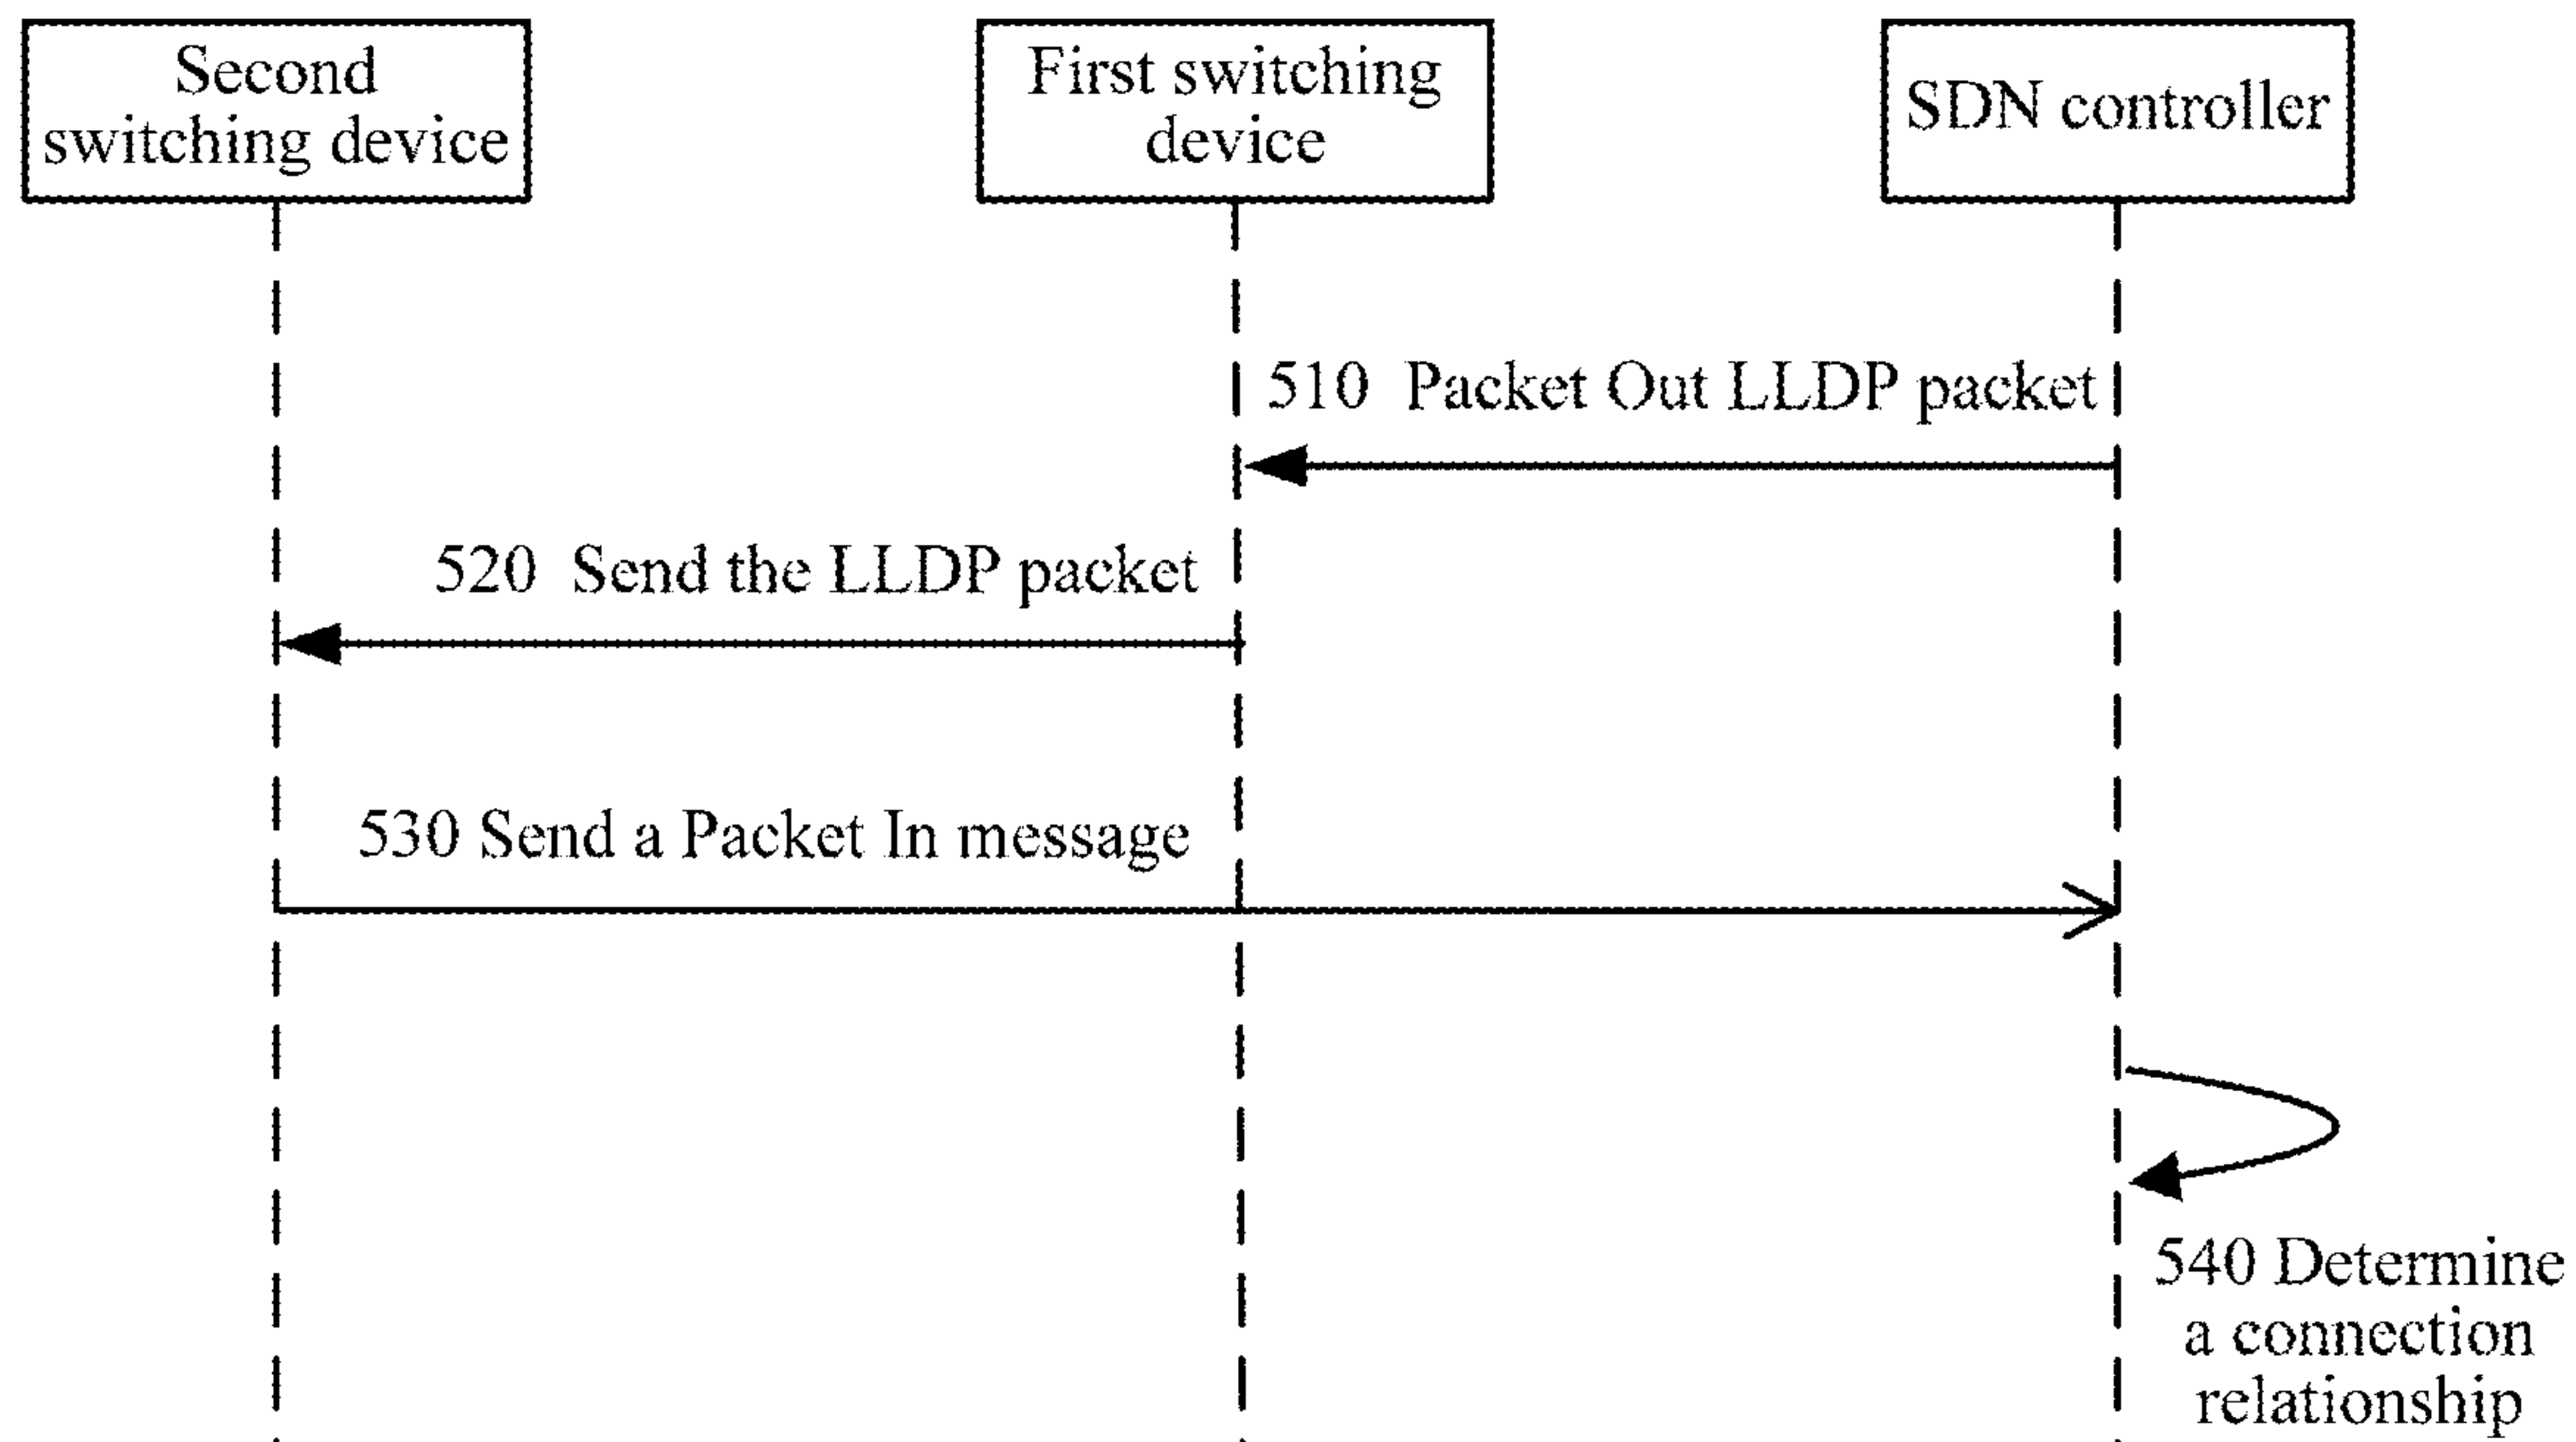 Second
switching device
First switching
device
SDN controller
510 Packet Out LLDP packet
520 Send the LLDP packet
530 Send a Packet In message
540 Determine
a connection
relationship